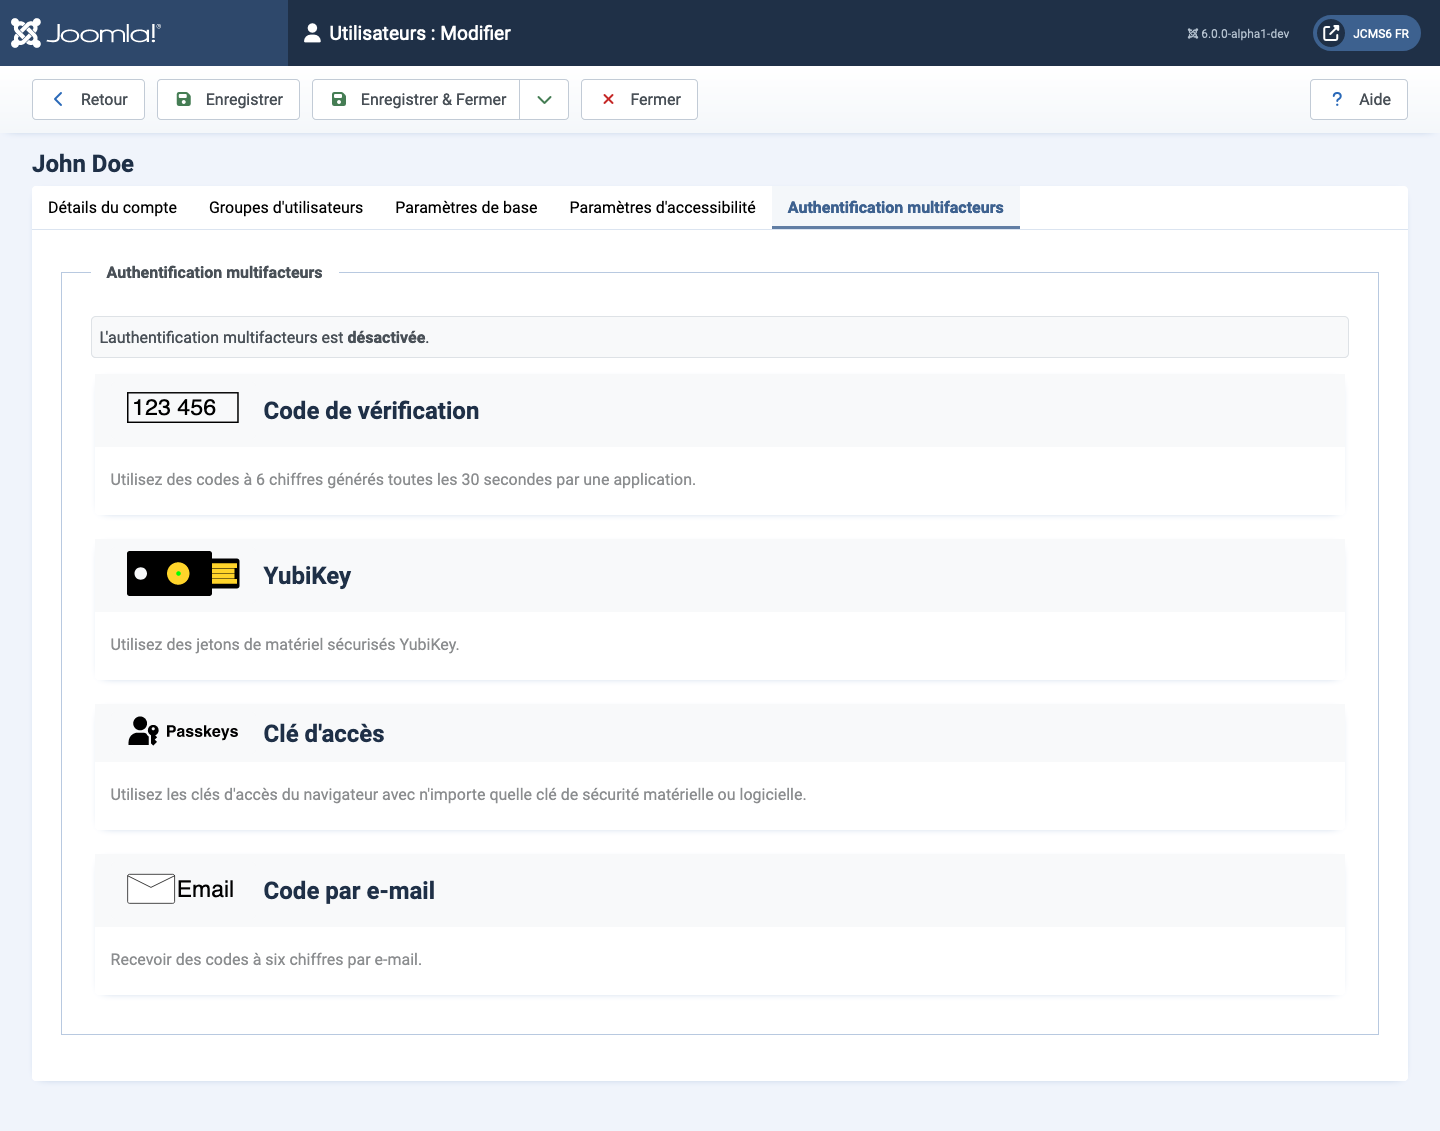 Joomla!®
Utilisateurs : Modifier
6.0.0-alpha1-dev
JCMS6 FR
Retour
Enregistrer
Enregistrer & Fermer
Fermer
? Aide
John Doe
Détails du compte
Groupes d'utilisateurs
Paramètres de base
Paramètres d'accessibilité
Authentification multifacteurs
Authentification multifacteurs
L'authentification multifacteurs est désactivée.
123 456
Code de vérification
Utilisez des codes à 6 chiffres générés toutes les 30 secondes par une application.
YubiKey
Utilisez des jetons de matériel sécurisés YubiKey.
Passkeys
Clé d'accès
Utilisez les clés d'accès du navigateur avec n'importe quelle clé de sécurité matérielle ou logicielle.
Email
Code par e-mail
Recevoir des codes à six chiffres par e-mail.